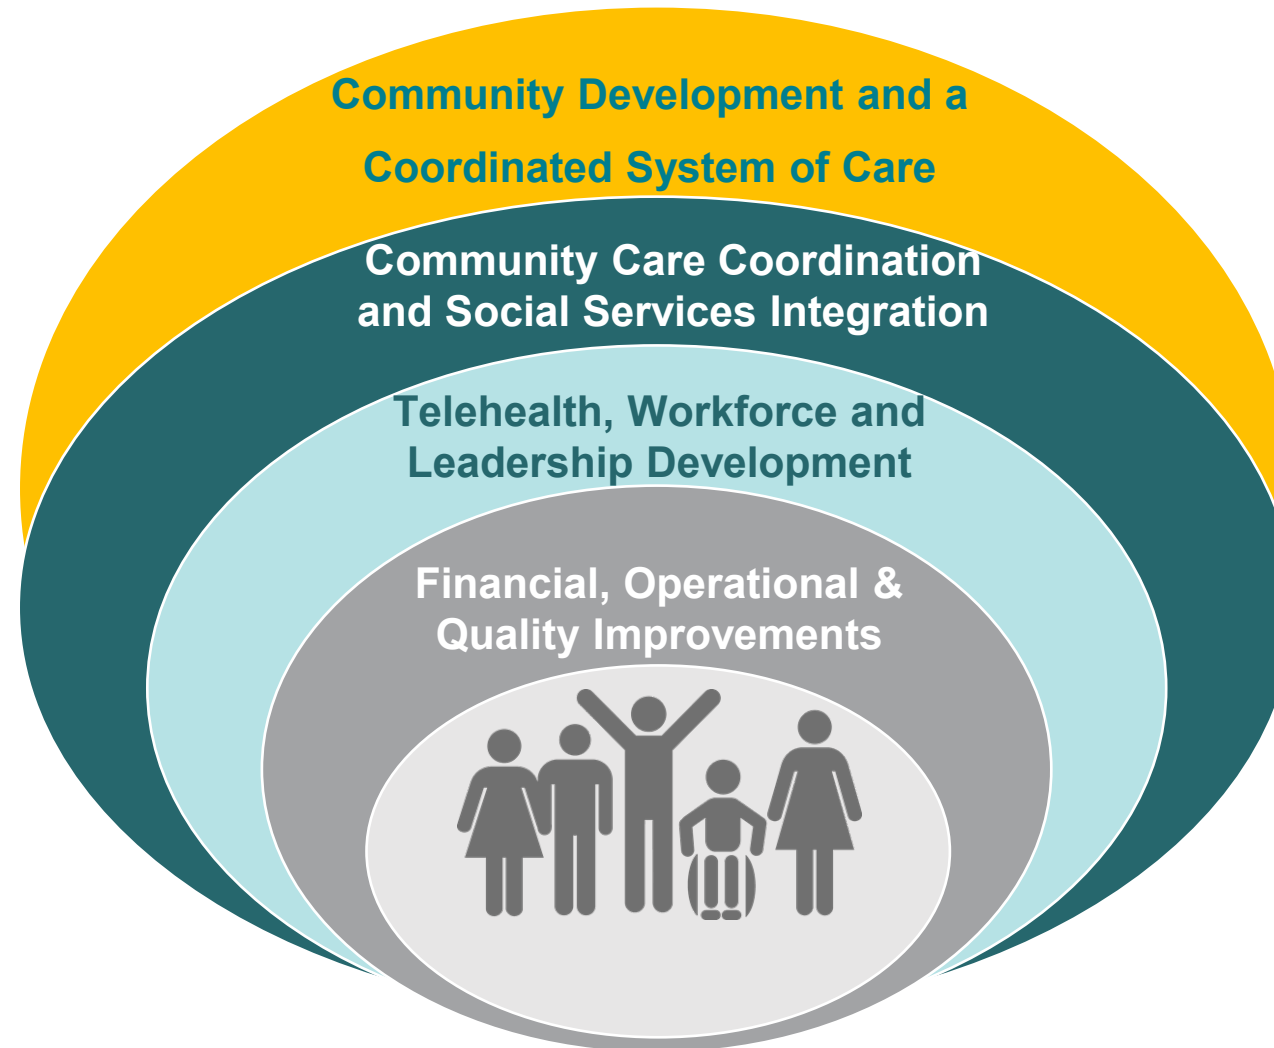 Community Development and a
Coordinated System of Care
Community Care Coordination
and Social Services Integration
Telehealth, Workforce and
Leadership Development
Financial, Operational &
Quality Improvements